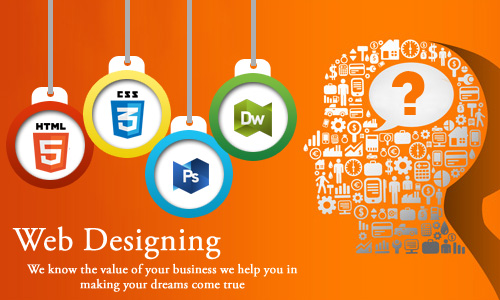 HTML
5
CSS
3
Dw
Ps
?
Web Designing
We know the value of your business we help you in
making your dreams come true